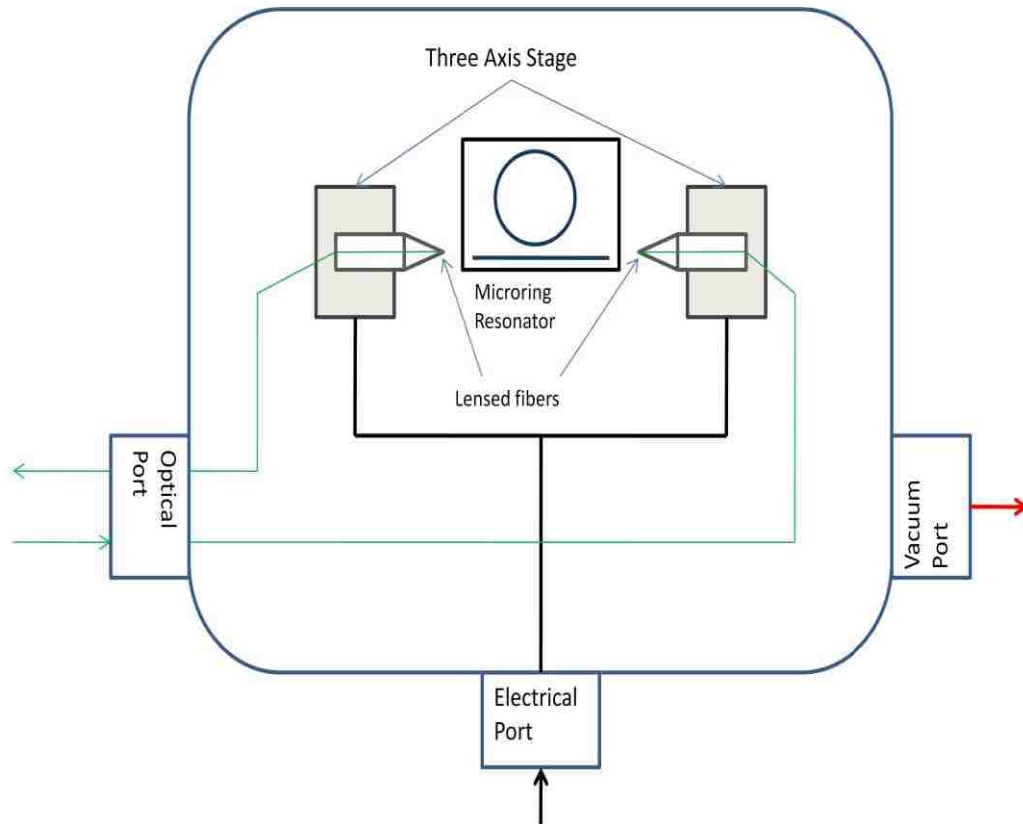 Three Axis Stage
Microring
Resonator
Lensed fibers
Optical
Port
Vacuum
Port
Electrical
Port